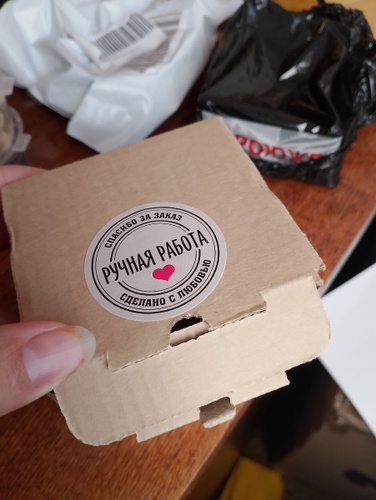 СПАСИБО ЗА ЗАКАЗ
РУЧНАЯ РАБОТА
СДЕЛАНО С ЛЮБОВЬЮ